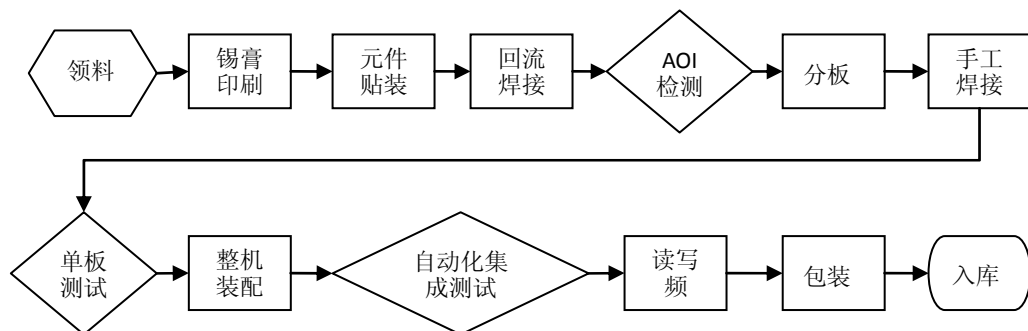 领料
锡膏
印刷
元件
贴装
回流
焊接
AOI
检测
分板
手工
焊接
单板
测试
整机
装配
自动化集
成测试
读写
频
包装
入库